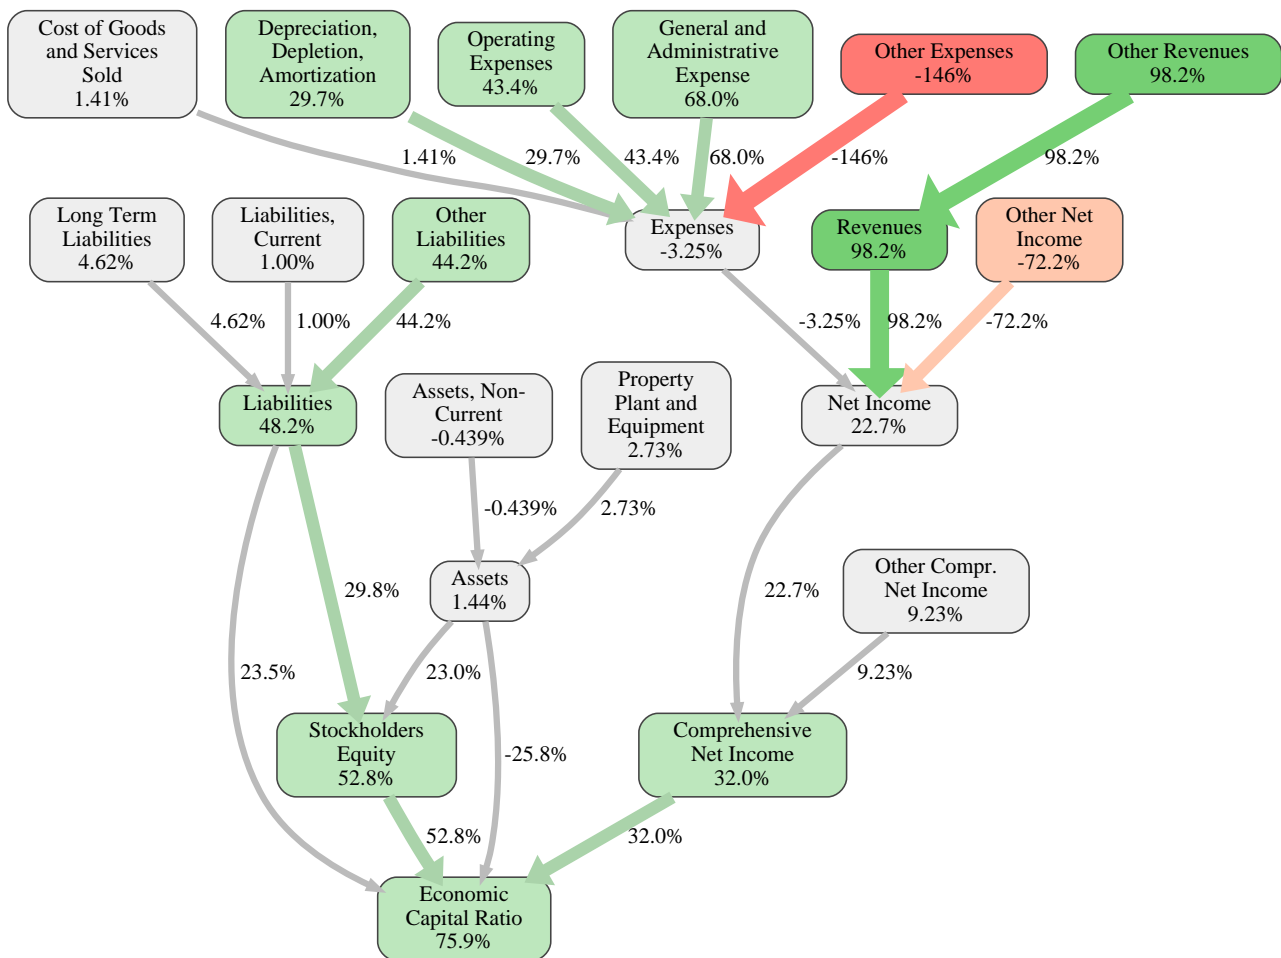 Cost of Goods
and Services
Sold
1.41%
Depreciation,
Depletion,
Amortization
29.7%
Operating
Expenses
43.4%
General and
Administrative
Expense
68.0%
Other Expenses
-146%
Other Revenues
98.2%
1.41%
29.7%
43.4%
68.0%
-146%
98.2%
Long Term
Liabilities
4.62%
Liabilities,
Current
1.00%
Other
Liabilities
44.2%
Expenses
-3.25%
Revenues
98.2%
Other Net
Income
-72.2%
4.62%
1.00%
44.2%
-3.25%
98.2%
-72.2%
Liabilities
48.2%
Assets, Non-
Current
-0.439%
Property
Plant and
Equipment
2.73%
Net Income
22.7%
-0.439%
2.73%
29.8%
Assets
1.44%
22.7%
Other Compr.
Net Income
9.23%
23.5%
23.0%
9.23%
Stockholders
Equity
52.8%
-25.8%
Comprehensive
Net Income
32.0%
52.8%
32.0%
Economic
Capital Ratio
75.9%